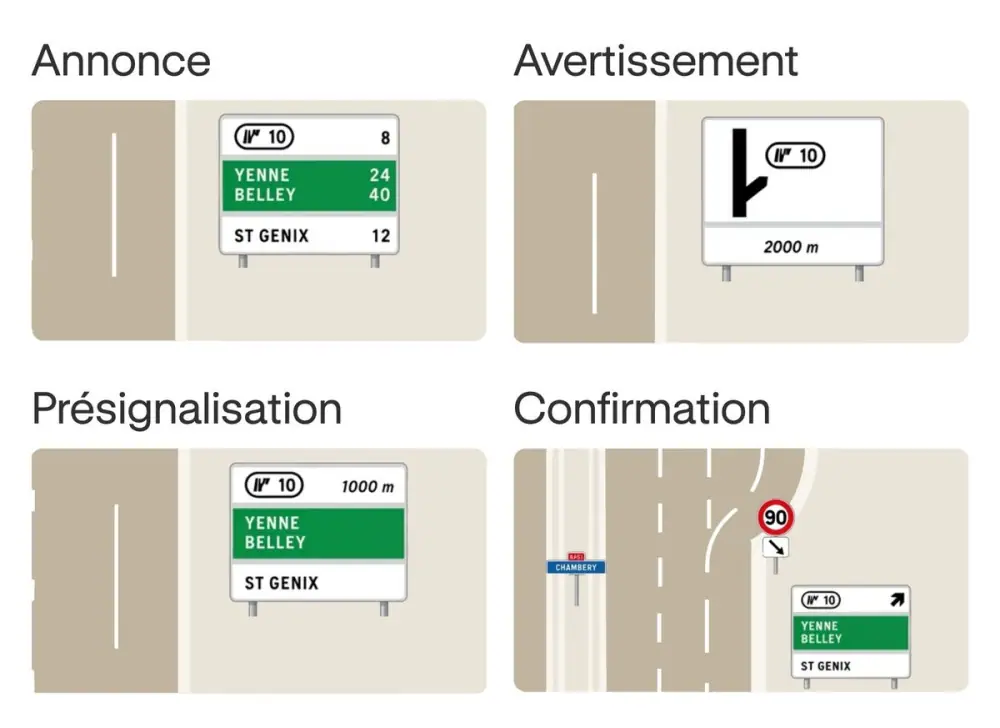 Annonce
10 8
YENNE 24
BELLEY 40
ST GENIX 12
Avertissement
10
2000 m
Présignalisation
10 1000 m
YENNE
BELLEY
ST GENIX
Confirmation
90
CHAMBERY
10
YENNE
BELLEY
ST GENIX